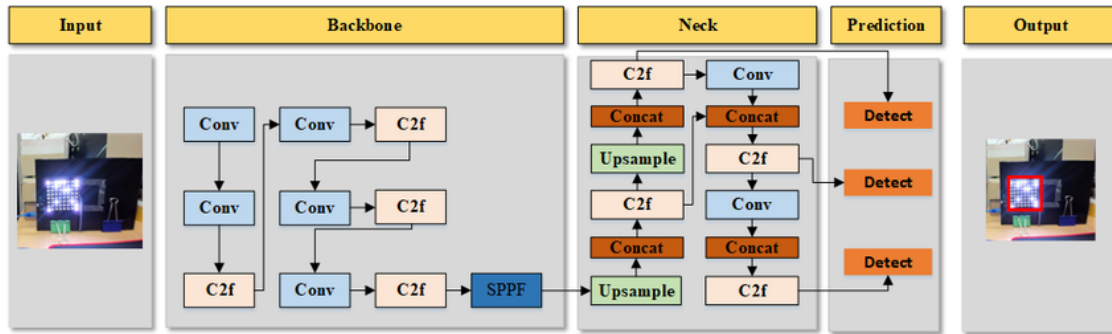 Input
Backbone
Neck
Prediction
Output
Conv
Conv
C2f
Conv
Conv
C2f
C2f
Conv
C2f
SPPF
C2f
Concat
Upsample
C2f
Concat
Upsample
Conv
Concat
C2f
Conv
Concat
C2f
Detect
Detect
Detect